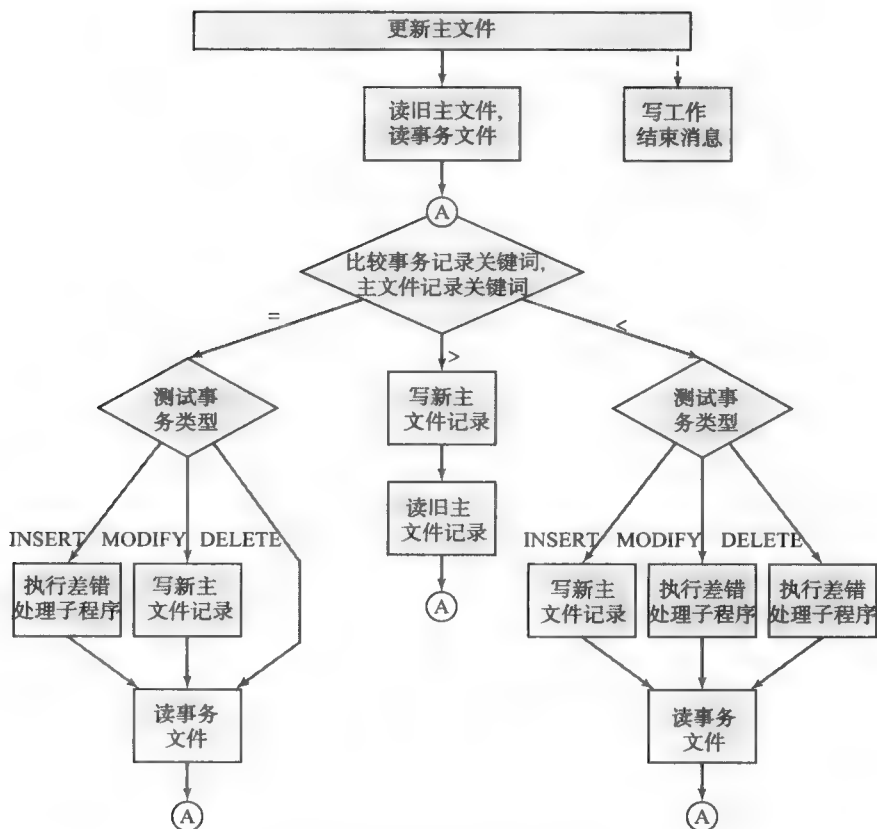 更新主文件
读旧主文件,
读事务文件
写工作
结束消息
A
比较事务记录关键词,
主文件记录关键词
=
>
<
测试事
务类型
写新主
文件记录
测试事
务类型
读旧主
文件记录
INSERT MODIFY DELETE
INSERT MODIFY DELETE
执行差错
处理子程序
写新主
文件记录
A
写新主
文件记录
执行差错
处理子程序
执行差错
处理子程序
读事务
文件
读事务
文件
A
A